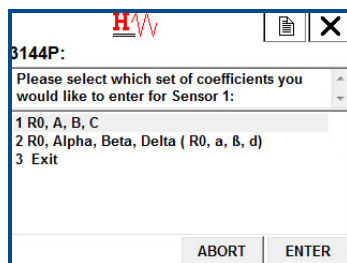 H
3144P:
Please select which set of coefficients you
would like to enter for Sensor 1:
1 R0, A, B, C
2 R0, Alpha, Beta, Delta ( R0, a, ß, d)
3 Exit
ABORT
ENTER